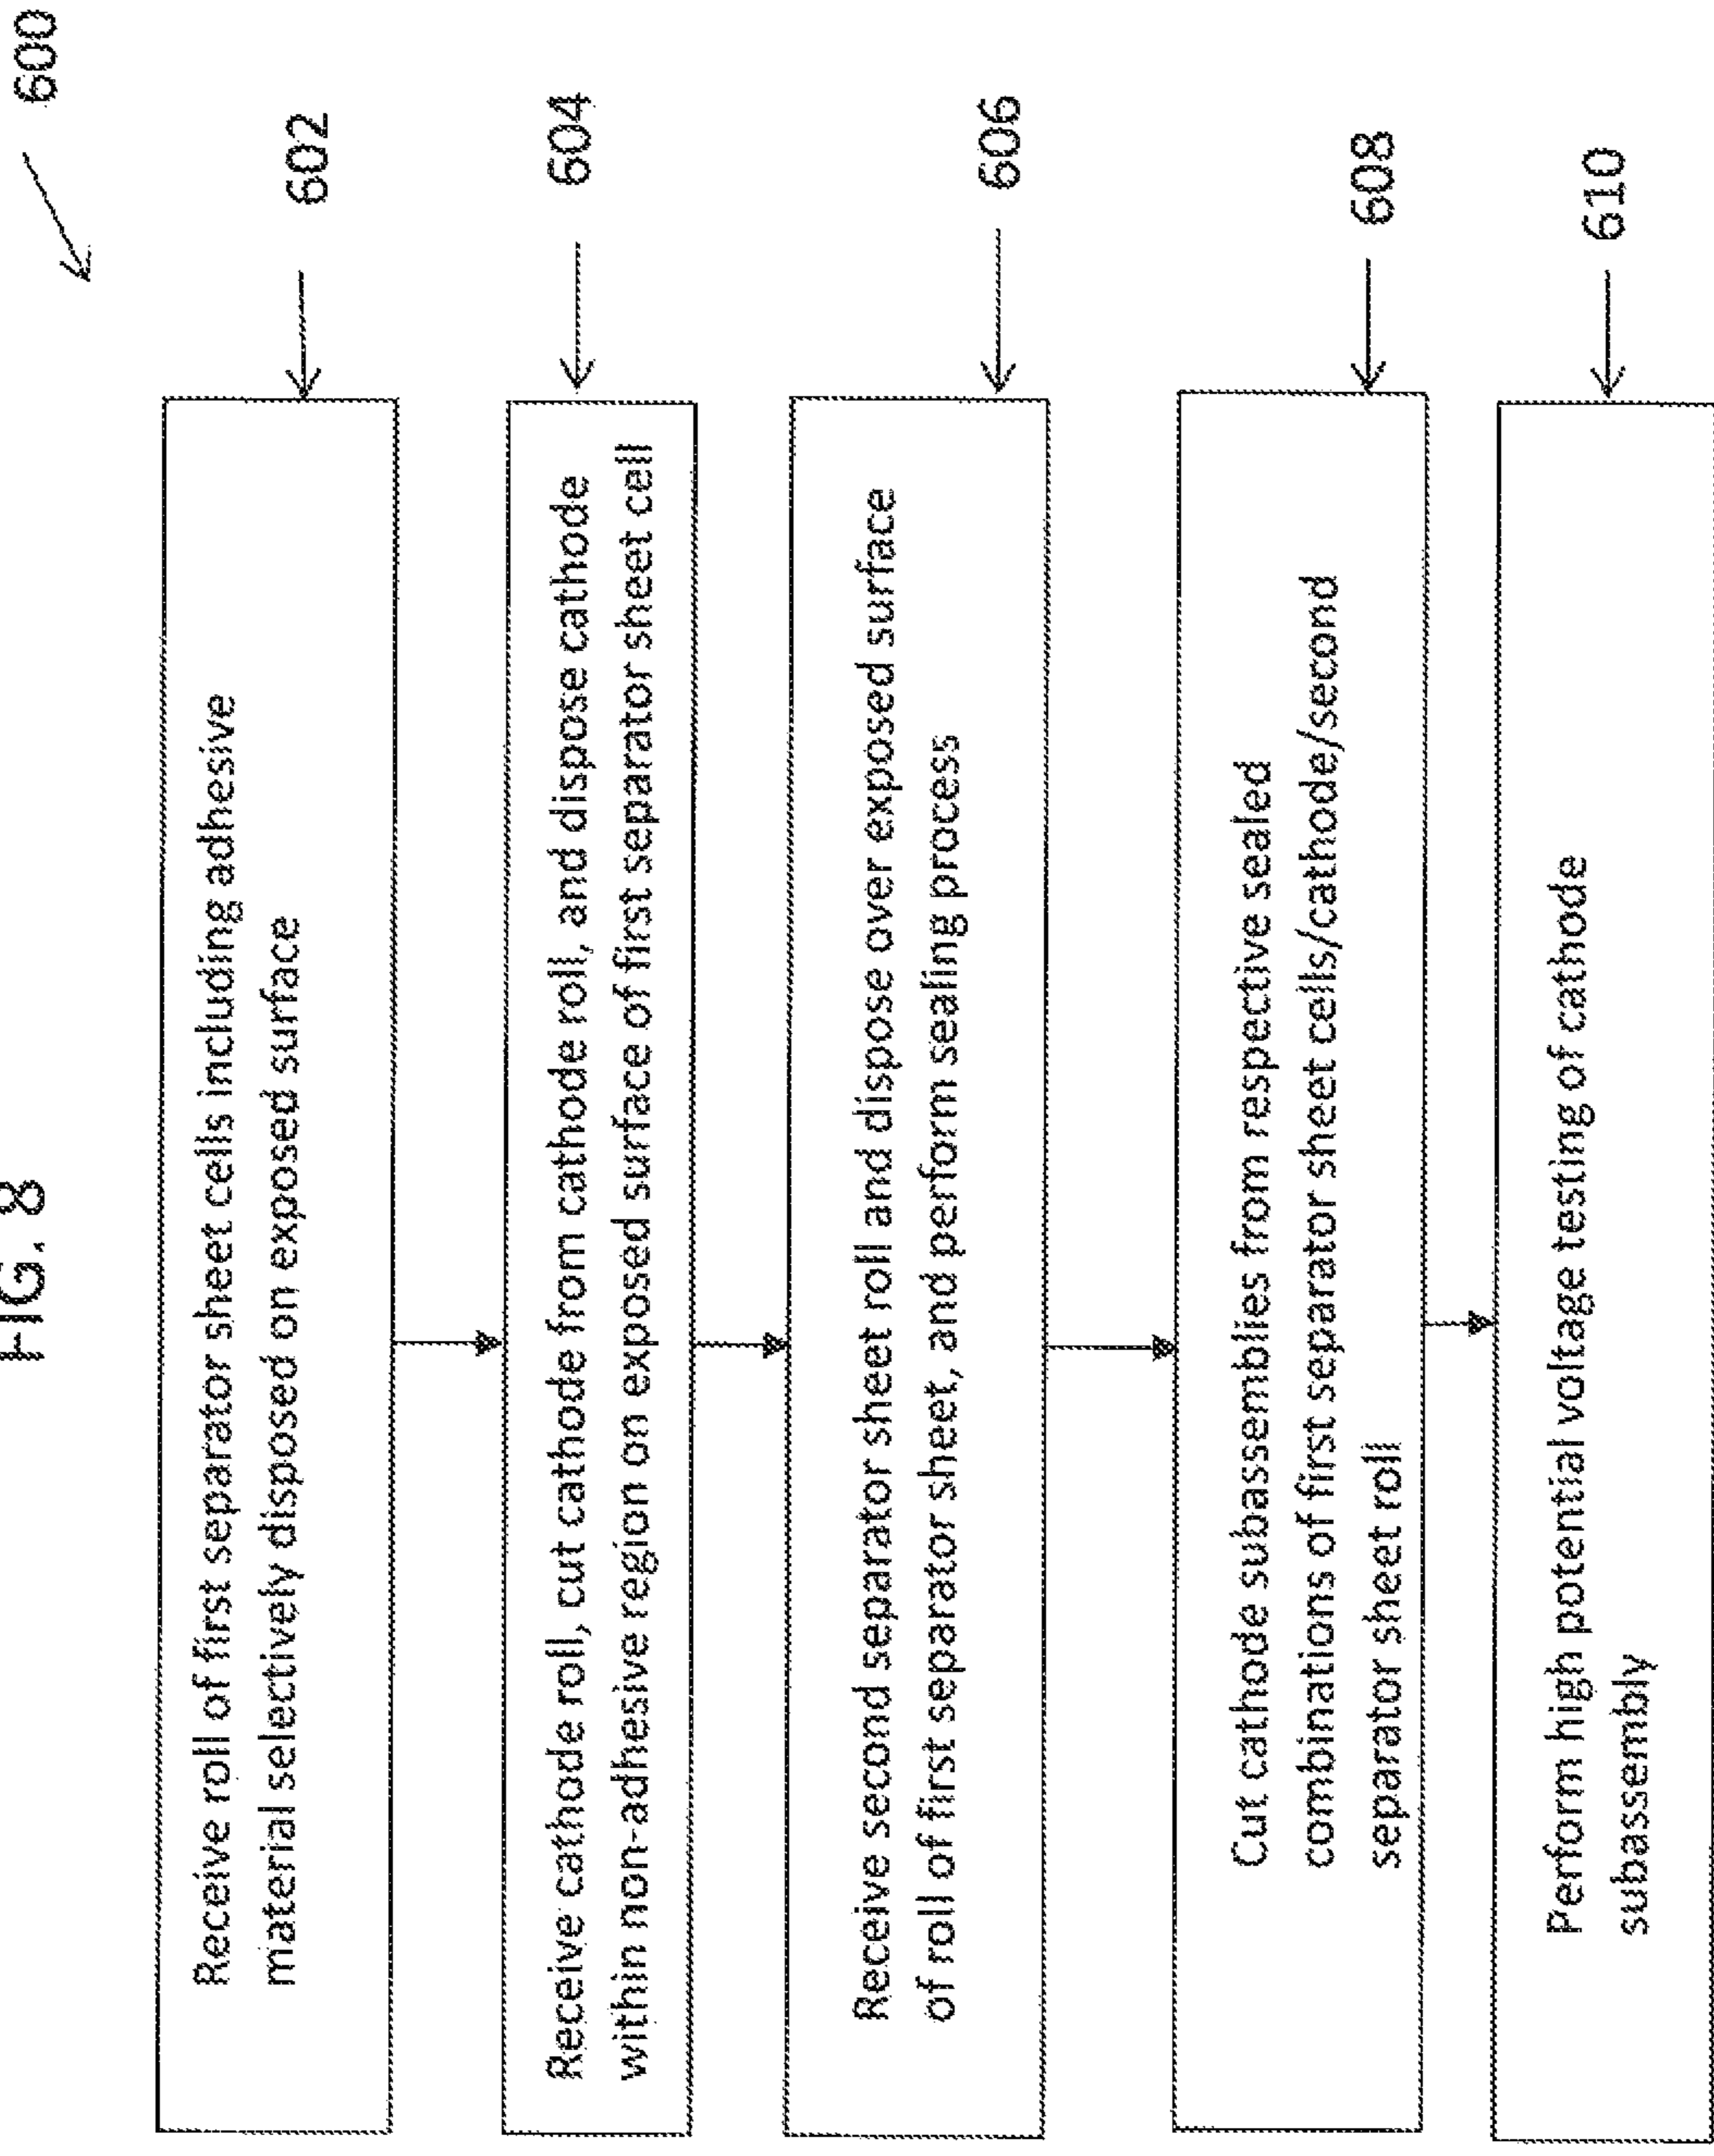 FIG. 8
600
Receive roll of first separator sheet cells including adhesive
material selectively disposed on exposed surface
602
Receive cathode roll, cut cathode from cathode roll, and dispose cathode
within non-adhesive region on exposed surface of first separator sheet cell
604
Receive second separator sheet roll and dispose over exposed surface
of roll of first separator sheet, and perform sealing process
606
Cut cathode subassemblies from respective sealed
combinations of first separator sheet cells/cathode/second
separator sheet roll
608
Perform high potential voltage testing of cathode
subassembly
610